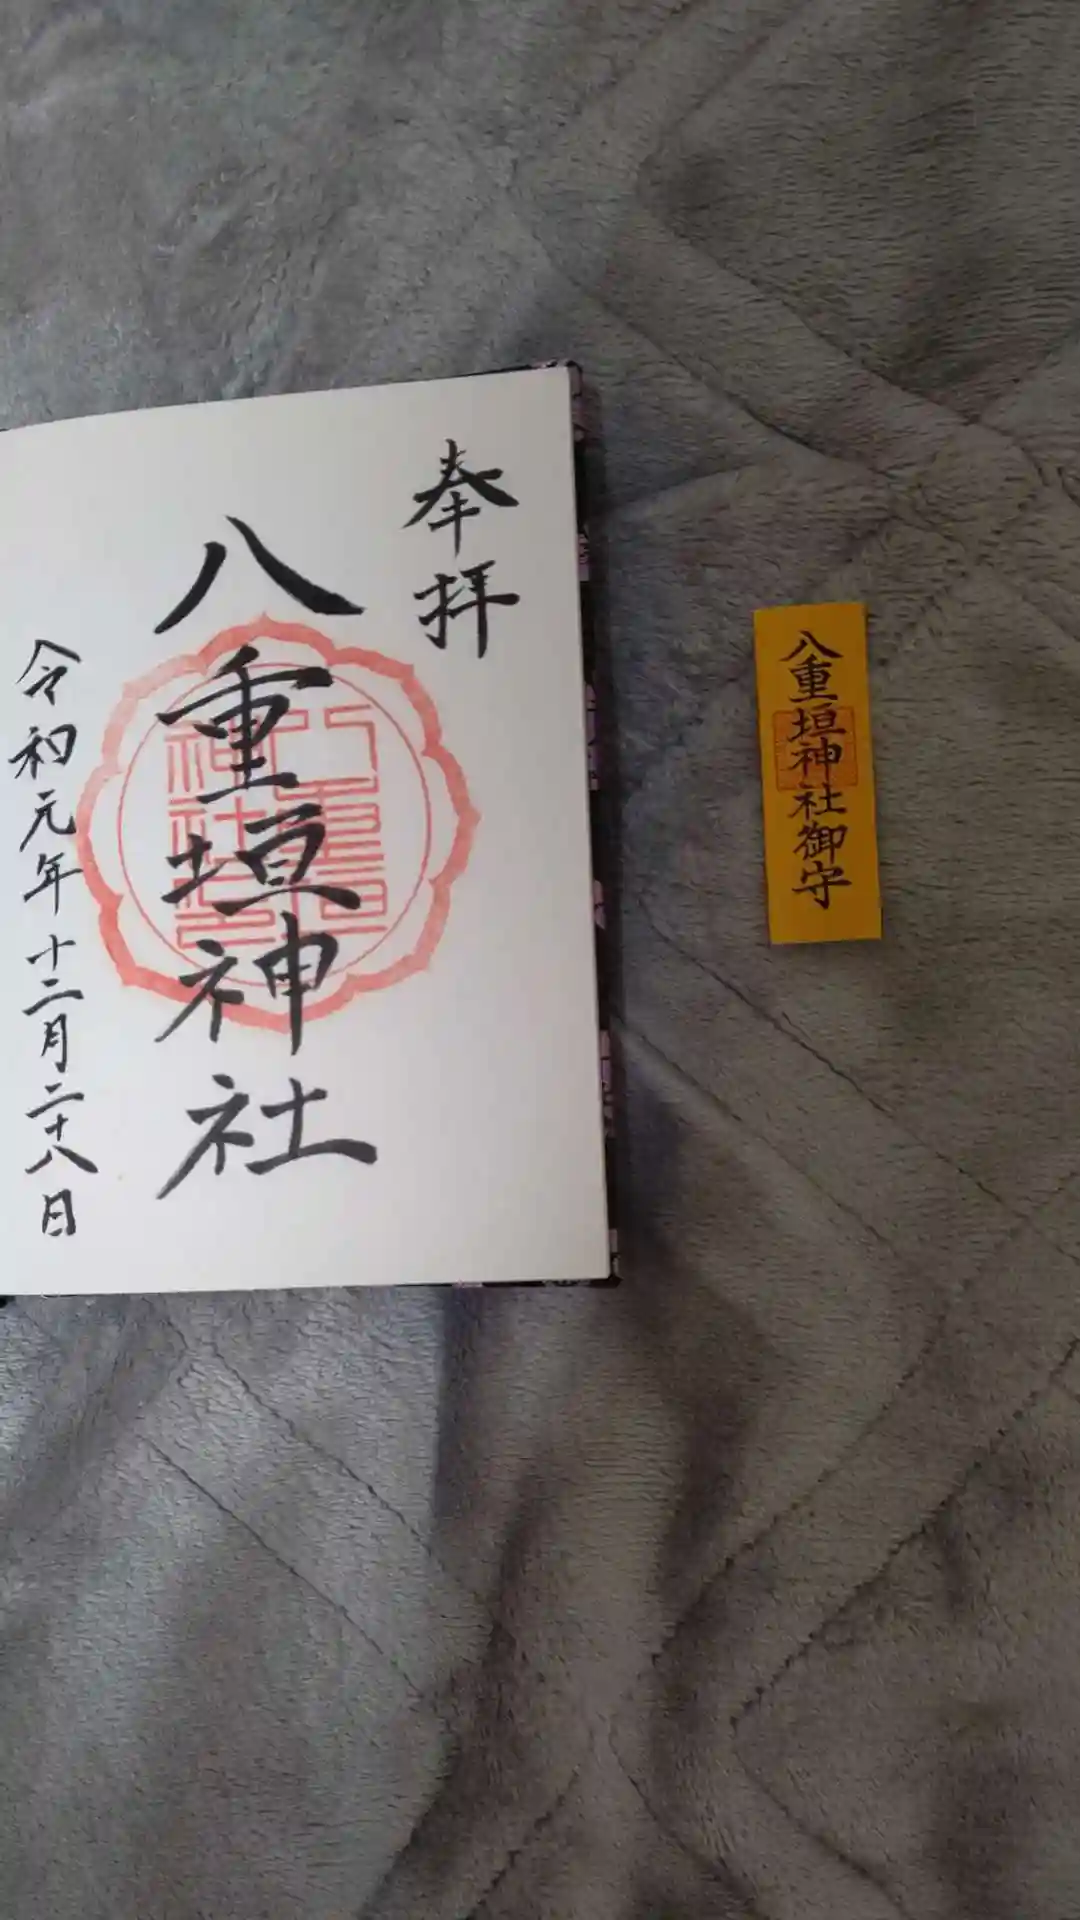 奉拝
八重垣神社
令和元年十二月二十八日
八重垣神社御守